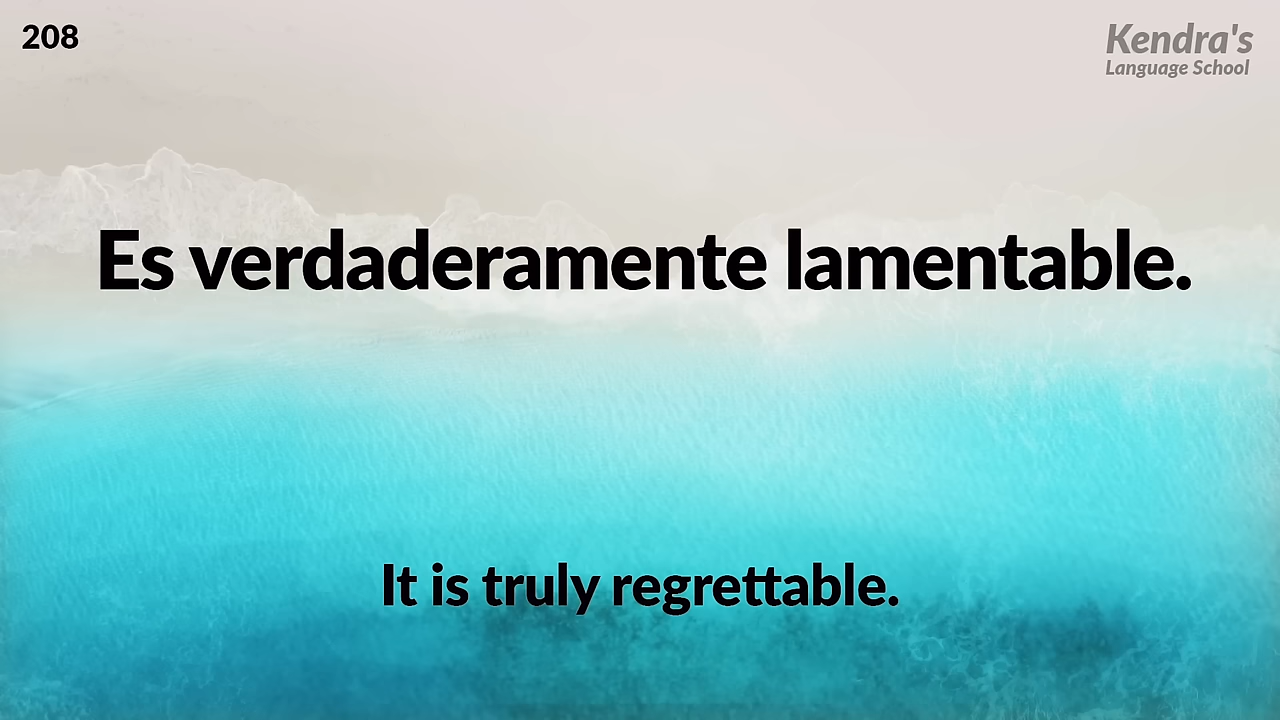 208
Kendra's
Language School
Es verdaderamente lamentable.
It is truly regrettable.